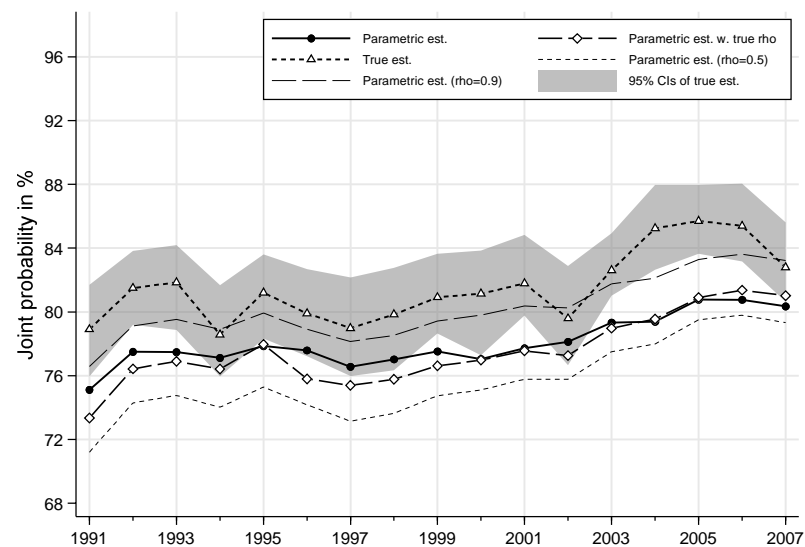 Parametric est.
Parametric est. w. true rho
True est.
Parametric est. (rho=0.5)
Parametric est. (rho=0.9)
95% CIs of true est.
Joint probability in %
96
92
88
84
80
76
72
68
1991 1993 1995 1997 1999 2001 2003 2005 2007